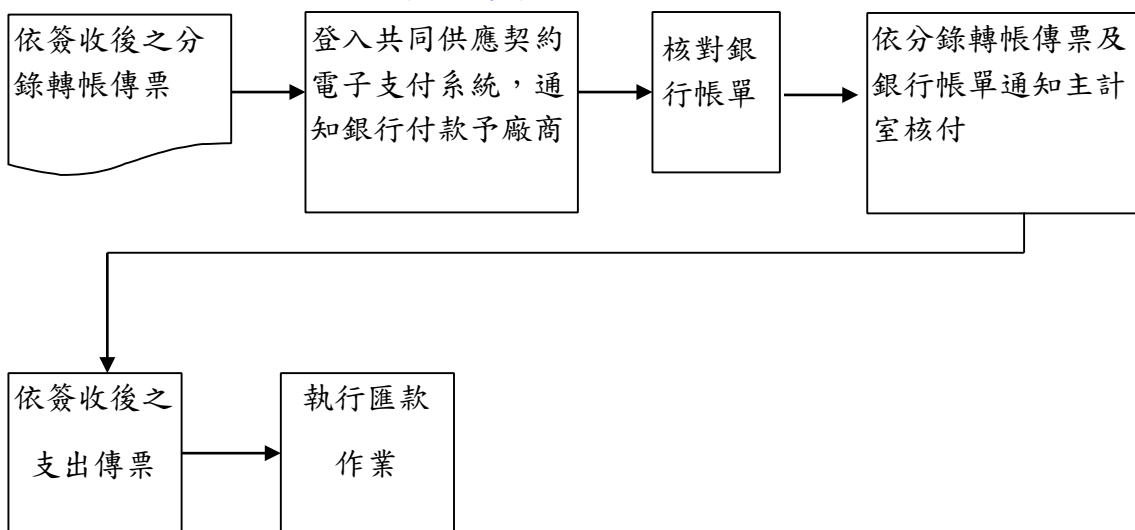 依簽收後之分
錄轉帳傳票
登入共同供應契約
電子支付系統，通
知銀行付款予廠商
核對銀
行帳單
依分錄轉帳傳票及
銀行帳單通知主計
室核付
依簽收後之
支出傳票
執行匯款
作業